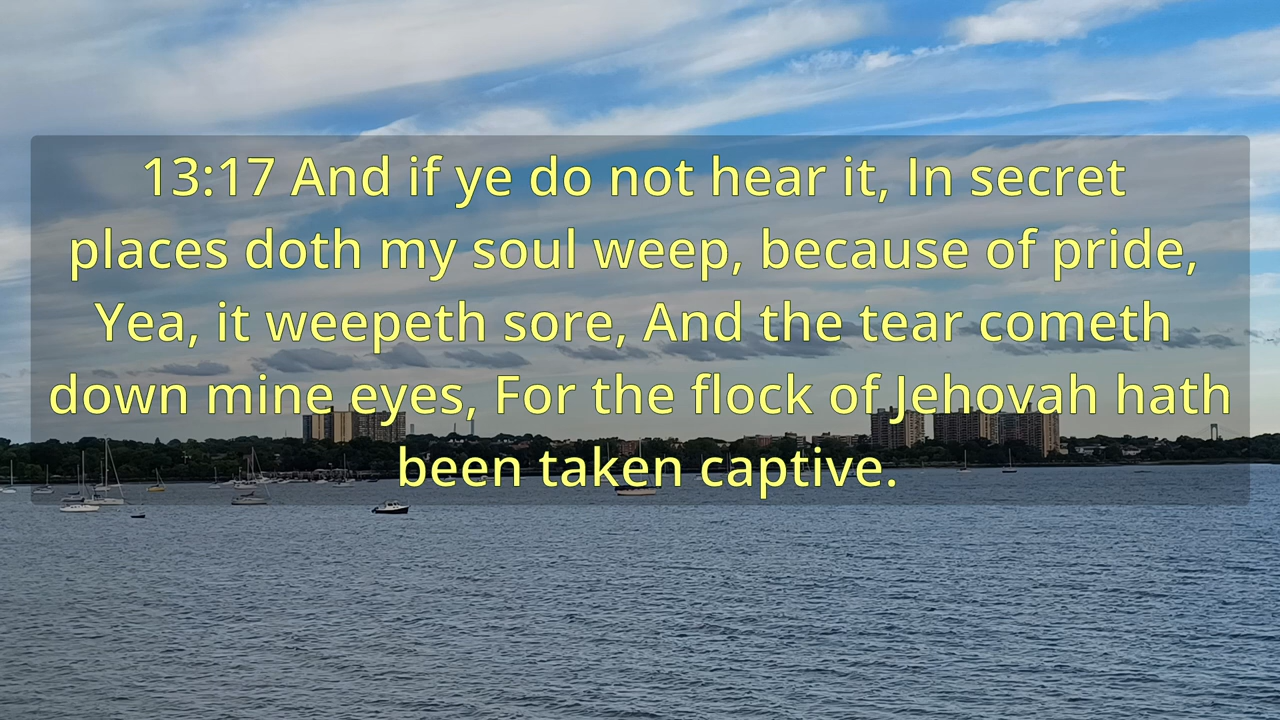 13:17 And if ye do not hear it, In secret
places doth my soul weep, because of pride,
Yea, it weepeth sore, And the tear cometh
down mine eyes, For the flock of Jehovah hath
been taken captive.